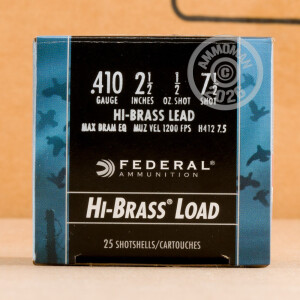 .410 2½ ½ 7½
GAUGE INCHES OZ. SHOT SHOT
HI-BRASS LEAD
MAX DRAM EQ MUZ VEL 1200 FPS H412 7.5
FEDERAL®
AMMUNITION
HI-BRASS® LOAD
25 SHOTSHELLS/CARTOUCHES